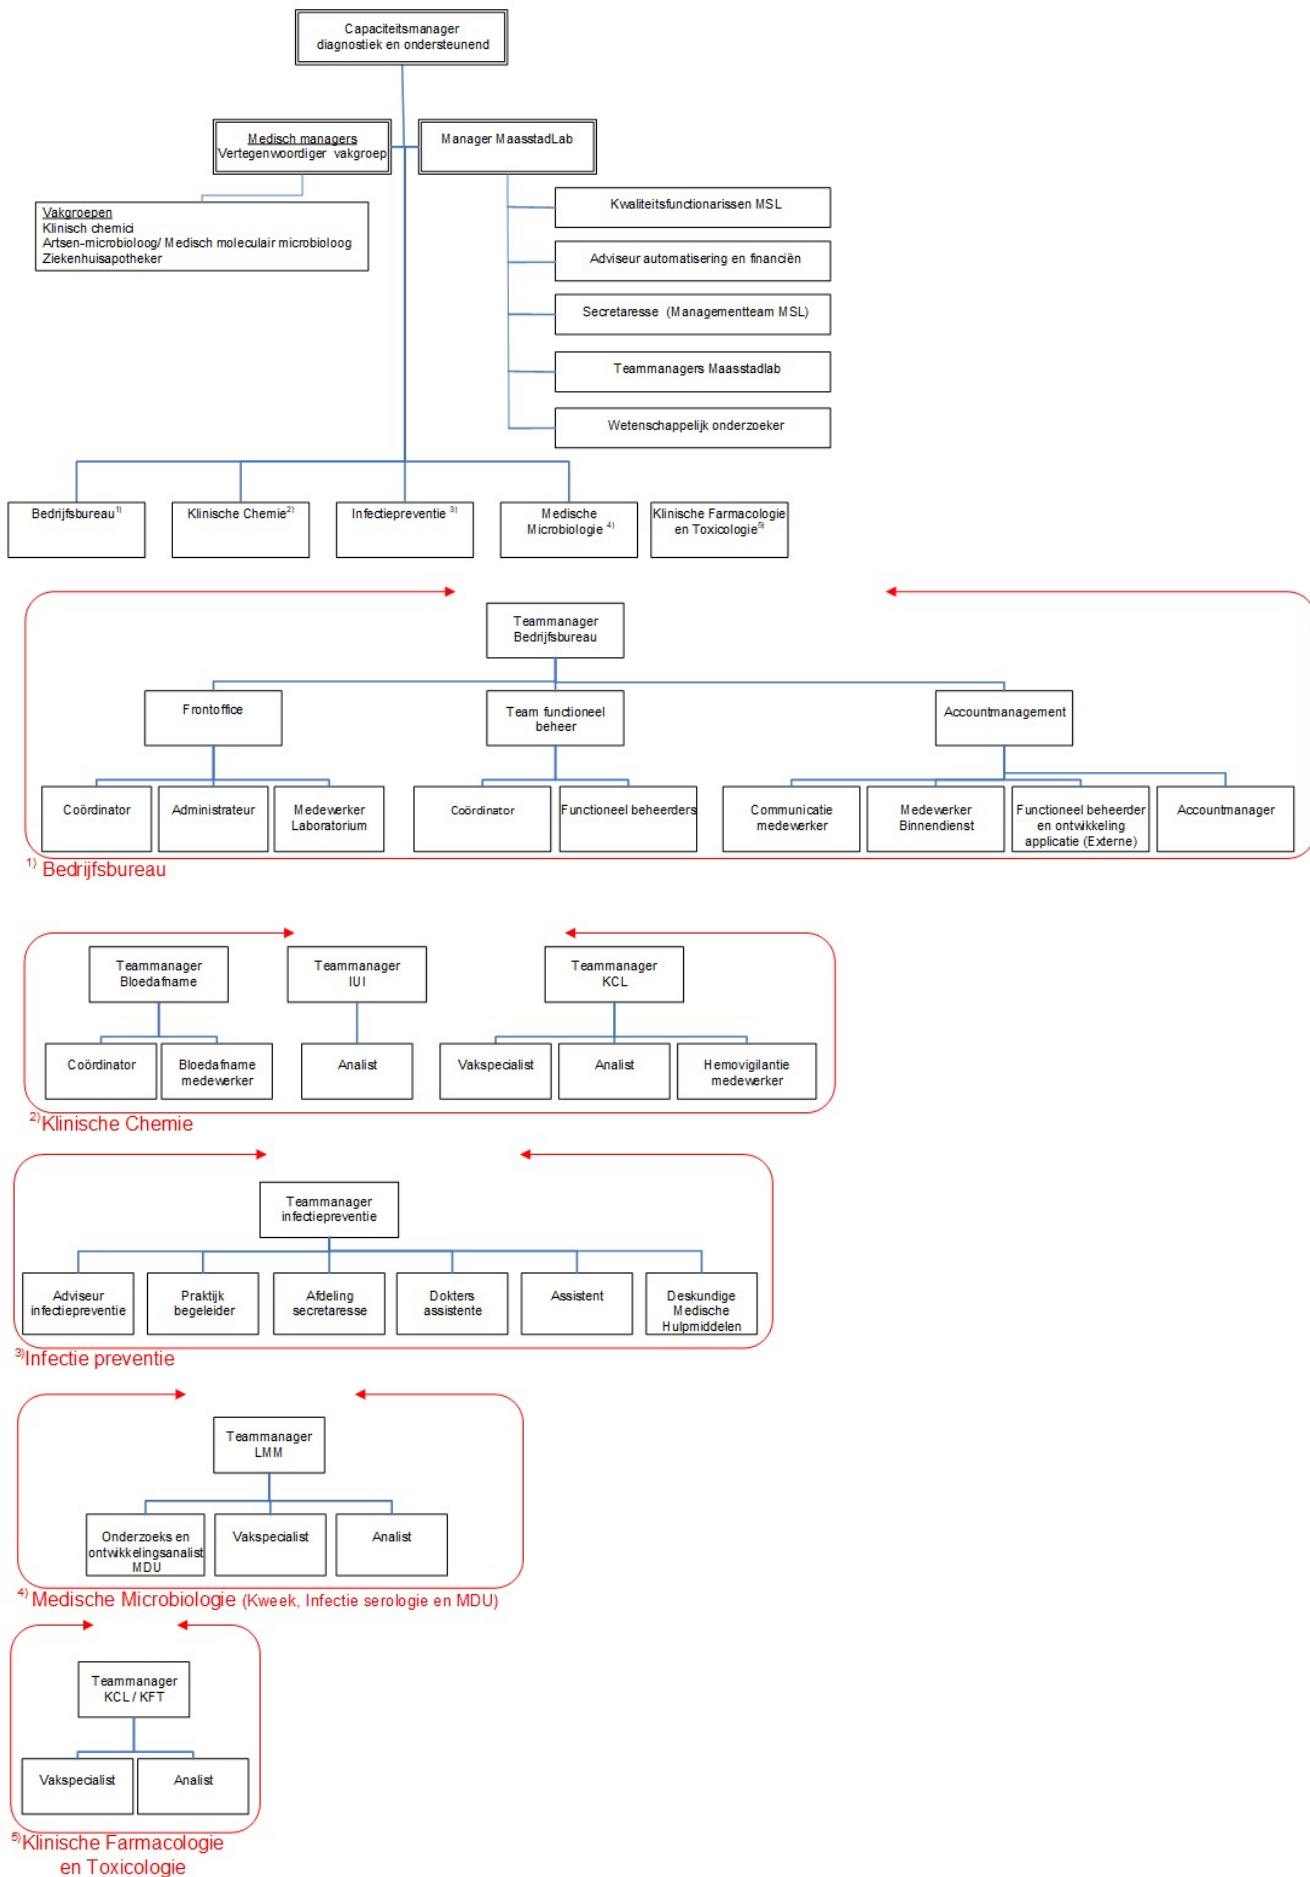 Capaciteitsmanager
diagnostiek en ondersteunend
Medisch managers
Vertegenwoordiger vakgroep
Manager MaasstadLab
Vakgroepen
Klinisch chemici
Artsen-microbioloog/ Medisch moleculair microbioloog
Ziekenhuisapotheker
Kwaliteitsfunctionarissen MSL
Adviseur automatisering en financiën
Secretaresse (Managementteam MSL)
Teammanagers Maasstadlab
Wetenschappelijk onderzoeker
Bedrijfsbureau 1)
Klinische Chemie 2)
Infectiepreventie 3)
Medische
Microbiologie 4)
Klinische Farmacologie
en Toxicologie 5)
Teammanager
Bedrijfsbureau
Frontoffice
Team functioneel
beheer
Accountmanagement
Coördinator
Administrateur
Medewerker
Laboratorium
Coördinator
Functioneel beheerders
Communicatie
medewerker
Medewerker
Binnendienst
Functioneel beheerder
en ontwikkeling
applicatie (Externe)
Accountmanager
1) Bedrijfsbureau
Teammanager
Bloedafname
Teammanager
IUI
Teammanager
KCL
Coördinator
Bloedafname
medewerker
Analist
Vakspecialist
Analist
Hemovigilantie
medewerker
2) Klinische Chemie
Teammanager
infectiepreventie
Adviseur
infectiepreventie
Praktijk
begeleider
Afdeling
secretaresse
Dokters
assistente
Assistent
Deskundige
Medische
Hulpmiddelen
3) Infectie preventie
Teammanager
LMM
Onderzoeks en
ontwikkelingsanalist
MDU
Vakspecialist
Analist
4) Medische Microbiologie (Kweek, Infectie serologie en MDU)
Teammanager
KCL / KFT
Vakspecialist
Analist
5) Klinische Farmacologie
en Toxicologie